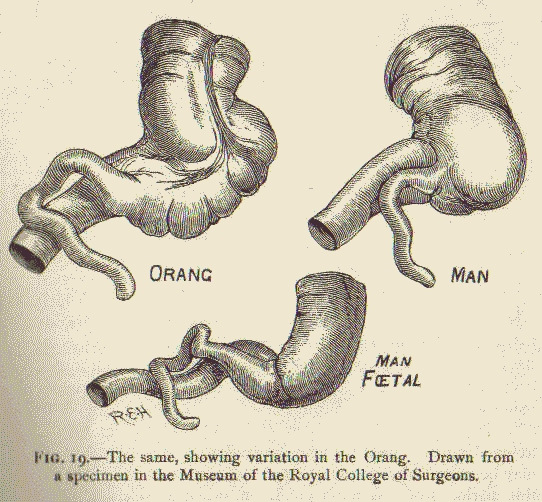 ORANG
MAN
MAN
FŒTAL
R.E.H
FIG. 19.—The same, showing variation in the Orang. Drawn from
a specimen in the Museum of the Royal College of Surgeons.